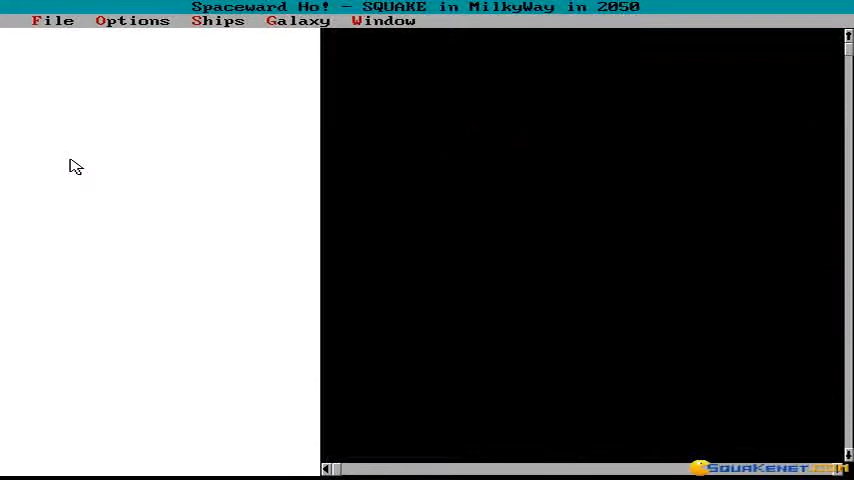 Spaceward Ho! - SQUAKE in MilkyWay in 2050
File Options Ships Galaxy Window
SquakeNet.com